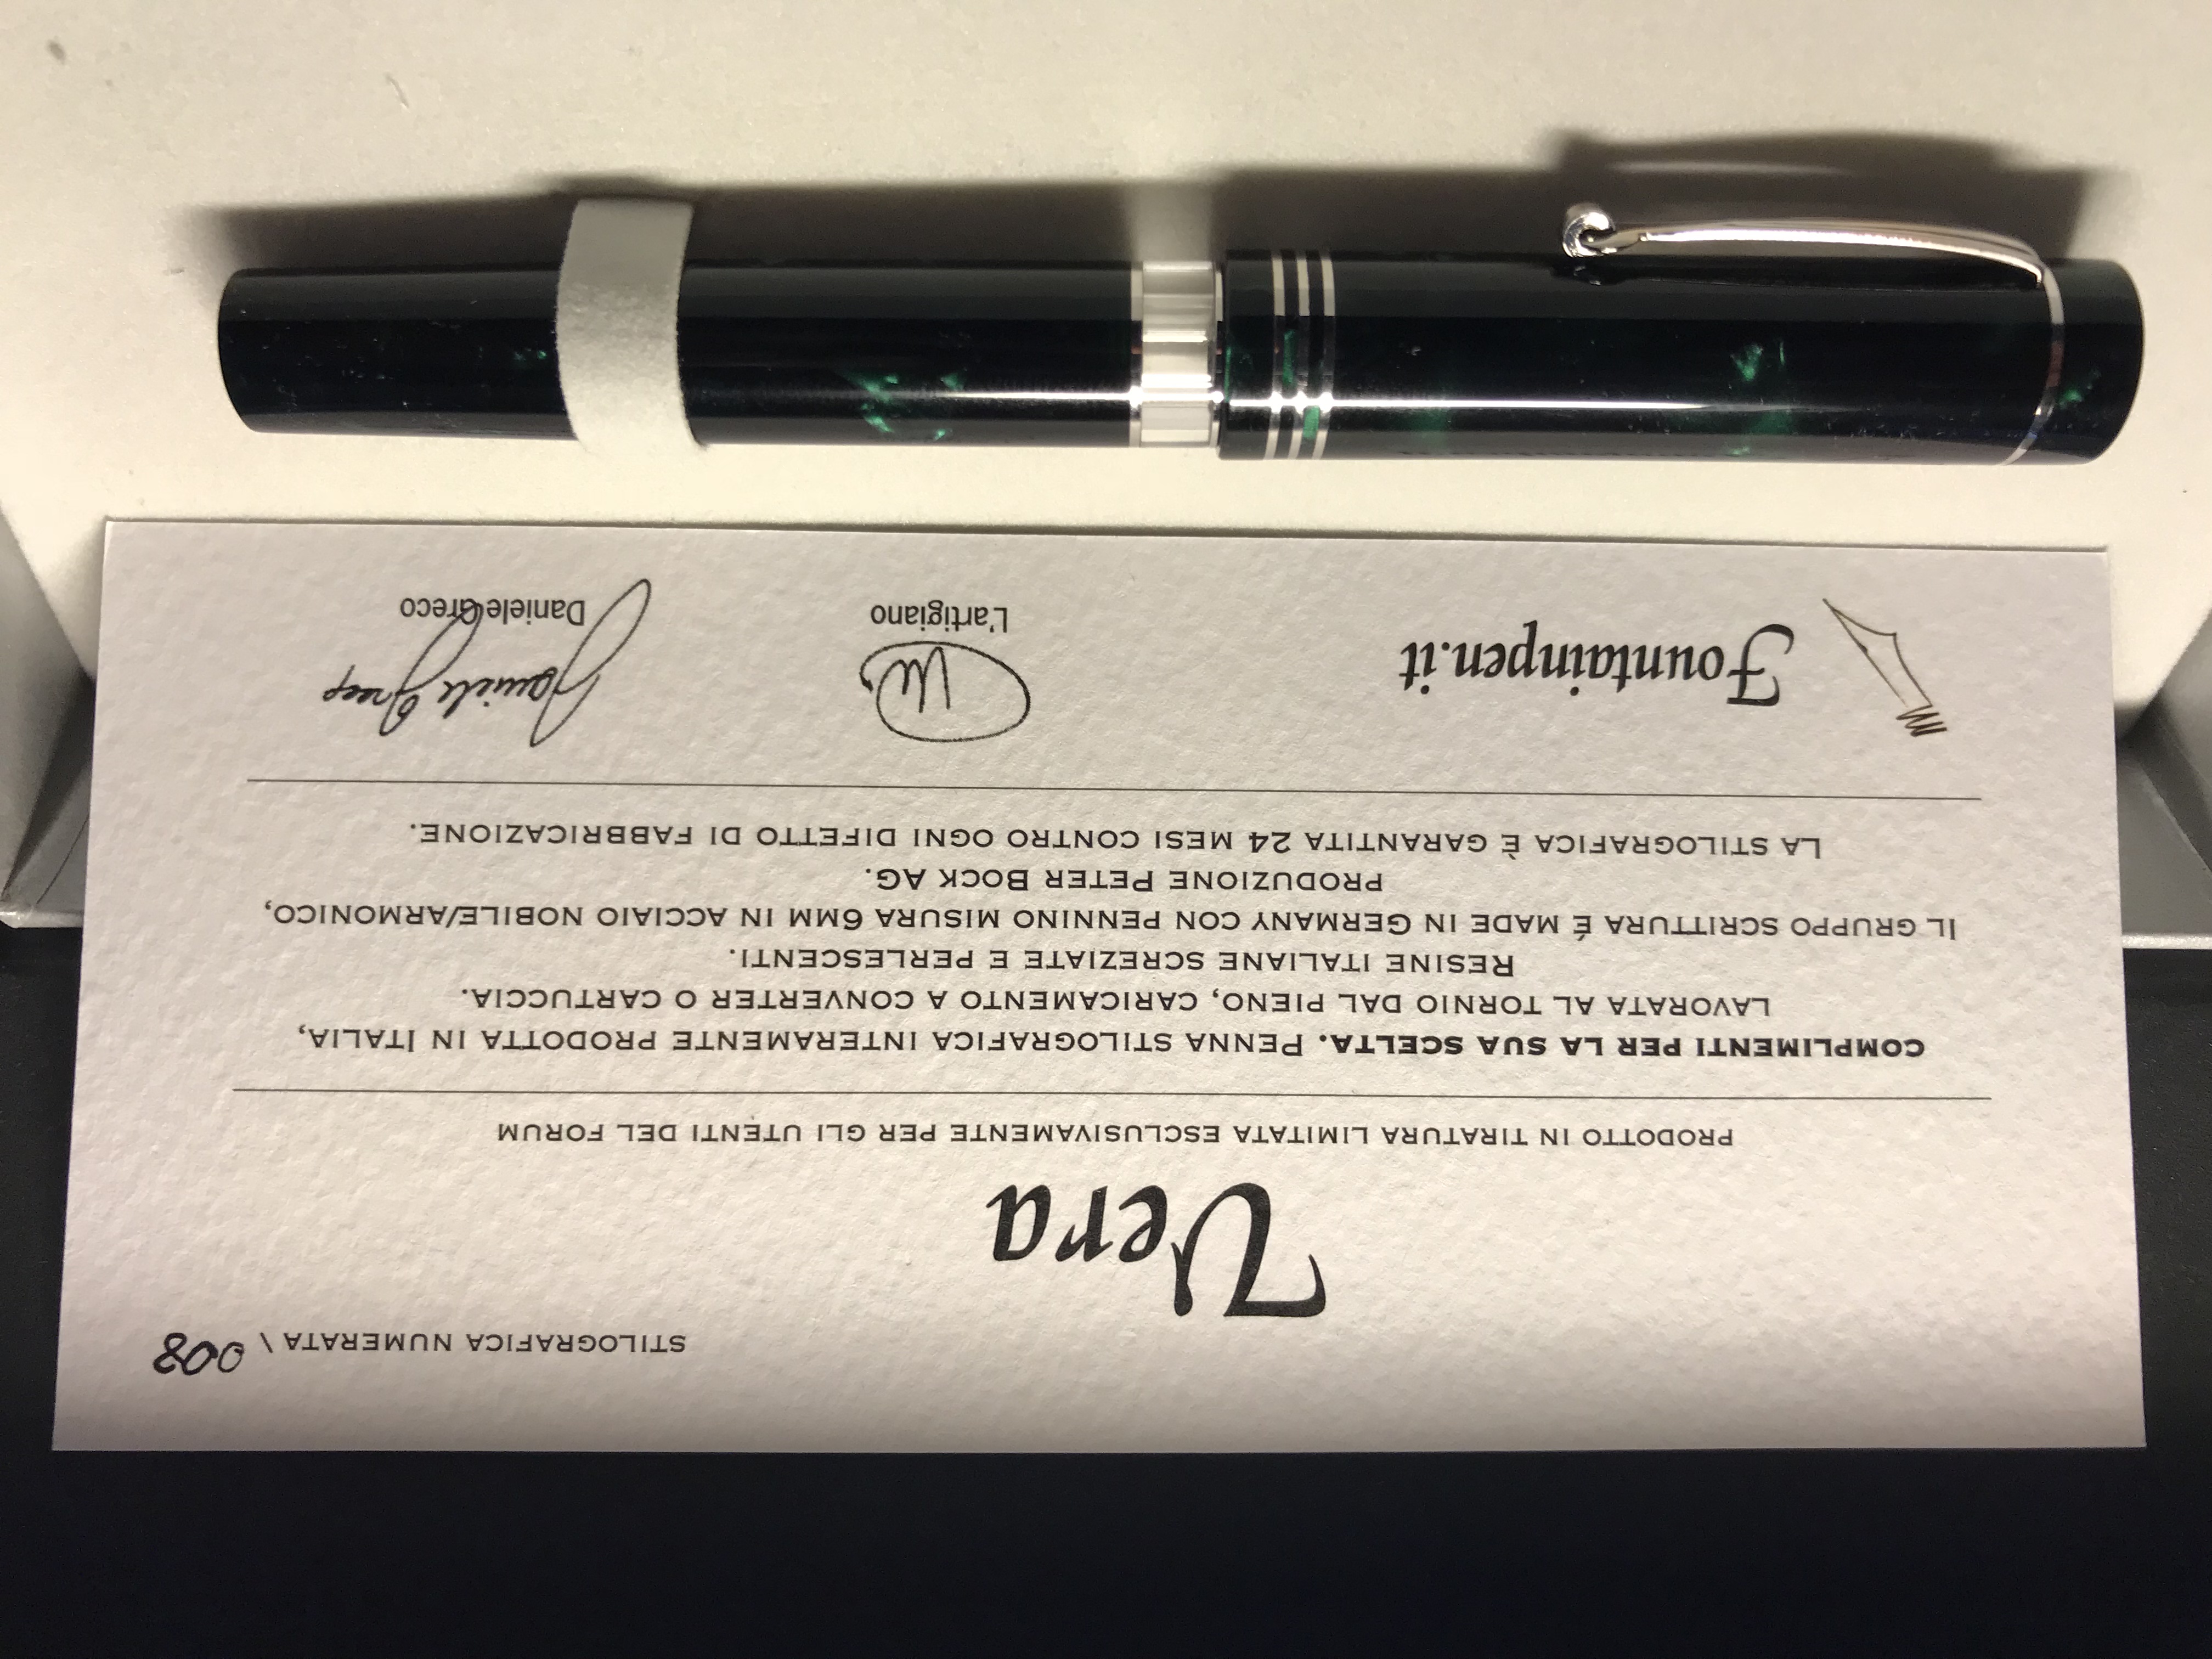 STILOGRAFICA NUMERATA / 008
Vera
PRODOTTO IN TIRATURA LIMITATA ESCLUSIVAMENTE PER GLI UTENTI DEL FORUM
COMPLIMENTI PER LA SUA SCELTA. PENNA STILOGRAFICA INTERAMENTE PRODOTTA IN ITALIA,
LAVORATA AL TORNIO DAL PIENO, CARICAMENTO A CONVERTER O CARTUCCIA.
RESINE ITALIANE SCREZIATE E PERLESCENTI.
IL GRUPPO SCRITTURA É MADE IN GERMANY CON PENNINO MISURA 6MM IN ACCIAIO NOBILE/ARMONICO,
PRODUZIONE PETER BOCK AG.
LA STILOGRAFICA È GARANTITA 24 MESI CONTRO OGNI DIFETTO DI FABBRICAZIONE.
Fountainpen.it
L'artigiano
Daniele Greco
Daniele Greco